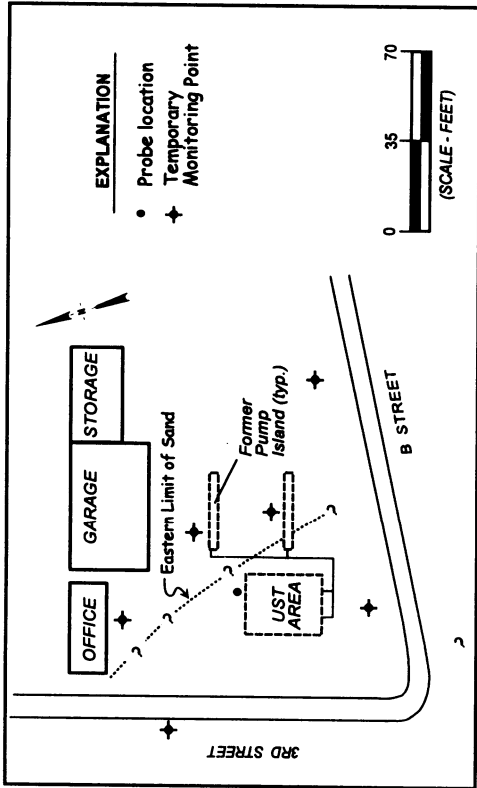 EXPLANATION
Probe location
Temporary
Monitoring Point
0 35 70
(SCALE - FEET)
OFFICE
GARAGE
STORAGE
Eastern Limit of Sand
Former
Pump
Island (typ.)
UST
AREA
? ? ? ?
?
3RD STREET
B STREET